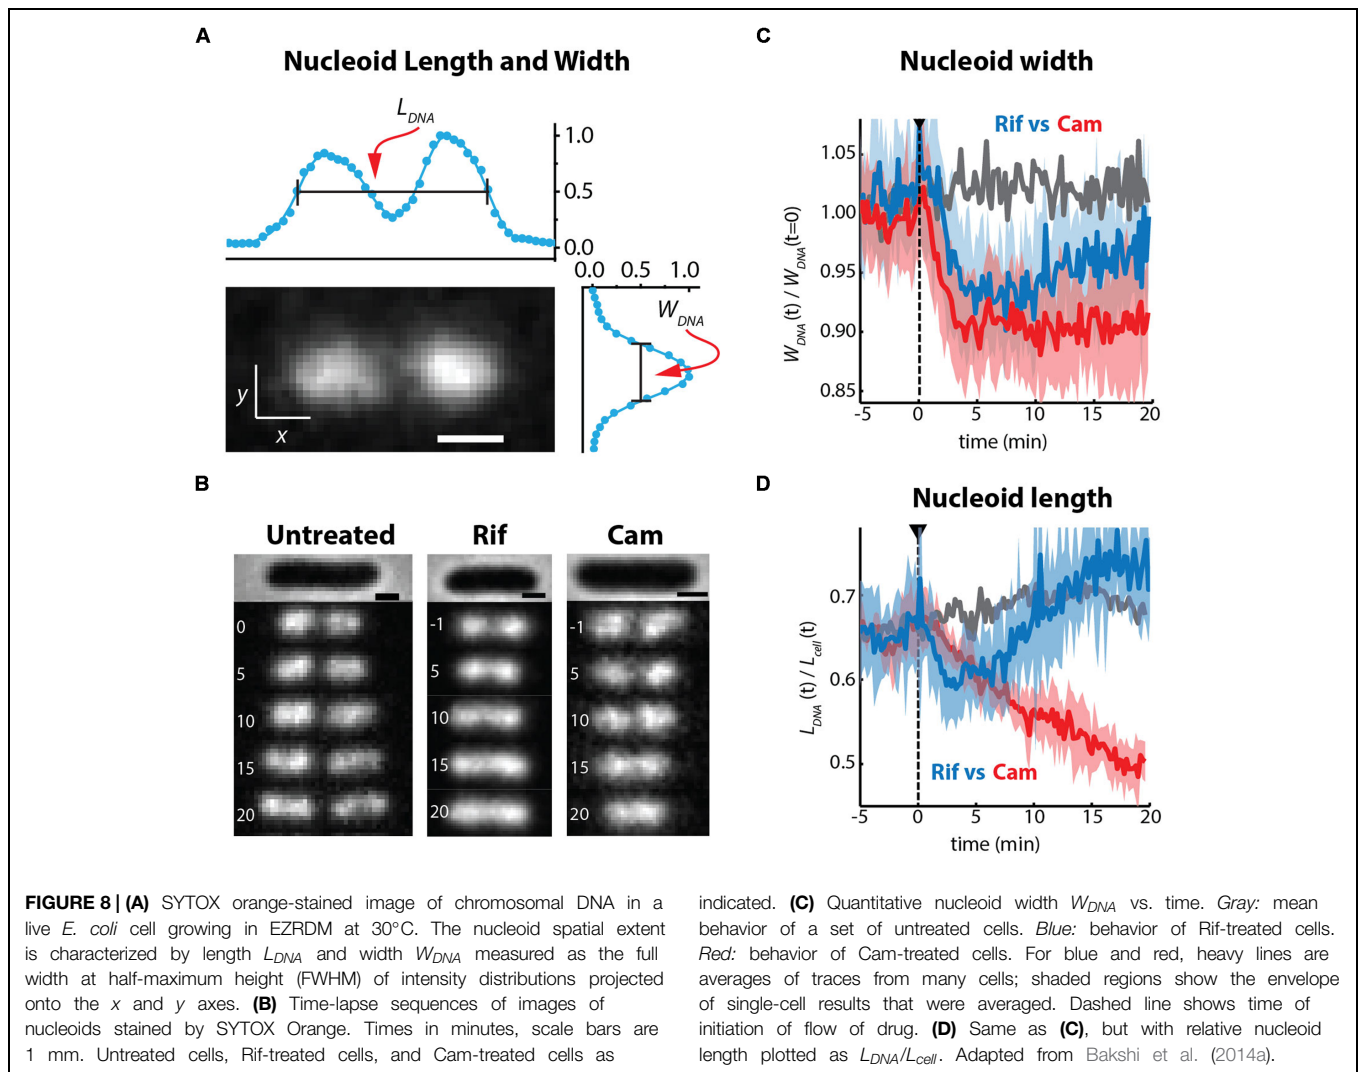 A
Nucleoid Length and Width
L DNA
1.0
0.5
0.0
0.0 0.5 1.0
W DNA
y
x
B
Untreated Rif Cam
0 -1 -1
5 5 5
10 10 10
15 15 15
20 20 20
C
Nucleoid width
Rif vs Cam
1.05
1.00
0.95
0.90
0.85
W DNA (t) / W DNA (t=0)
-5 0 5 10 15 20
time (min)
D
Nucleoid length
0.7
0.6
0.5
L DNA (t) / L cell (t)
Rif vs Cam
-5 0 5 10 15 20
time (min)
FIGURE 8 | (A) SYTOX orange-stained image of chromosomal DNA in a
live E. coli cell growing in EZRDM at 30°C. The nucleoid spatial extent
is characterized by length LDNA and width WDNA measured as the full
width at half-maximum height (FWHM) of intensity distributions projected
onto the x and y axes. (B) Time-lapse sequences of images of
nucleoids stained by SYTOX Orange. Times in minutes, scale bars are
1 mm. Untreated cells, Rif-treated cells, and Cam-treated cells as
indicated. (C) Quantitative nucleoid width WDNA vs. time. Gray: mean
behavior of a set of untreated cells. Blue: behavior of Rif-treated cells.
Red: behavior of Cam-treated cells. For blue and red, heavy lines are
averages of traces from many cells; shaded regions show the envelope
of single-cell results that were averaged. Dashed line shows time of
initiation of flow of drug. (D) Same as (C), but with relative nucleoid
length plotted as LDNA/Lcell. Adapted from Bakshi et al. (2014a).